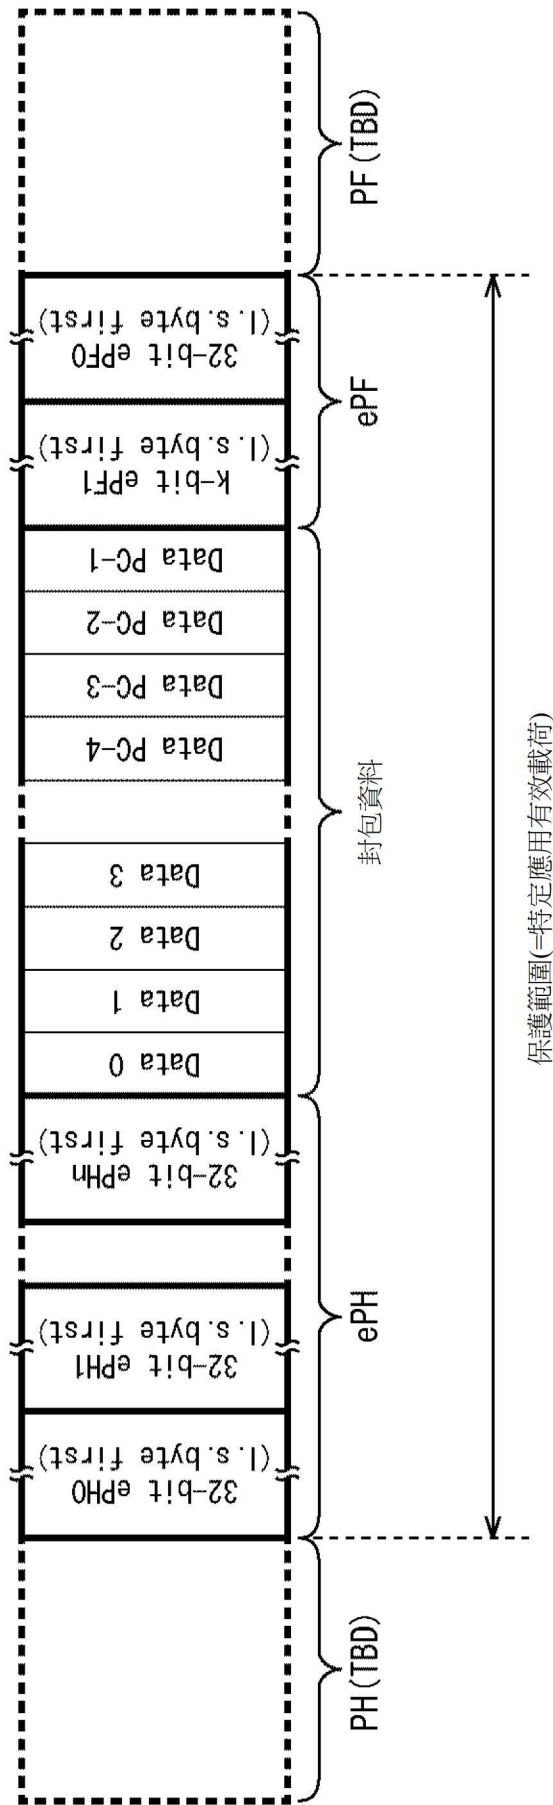 32-bit ePH0
(l.s.byte first)
32-bit ePH1
(l.s.byte first)
32-bit ePHn
(l.s.byte first)
Data 0
Data 1
Data 2
Data 3
Data PC-4
Data PC-3
Data PC-2
Data PC-1
k-bit ePF1
(l.s.byte first)
32-bit ePF0
(l.s.byte first)
PH(TBD)
ePH
封包資料
ePF
PF(TBD)
保護範圍(=特定應用有效載荷)